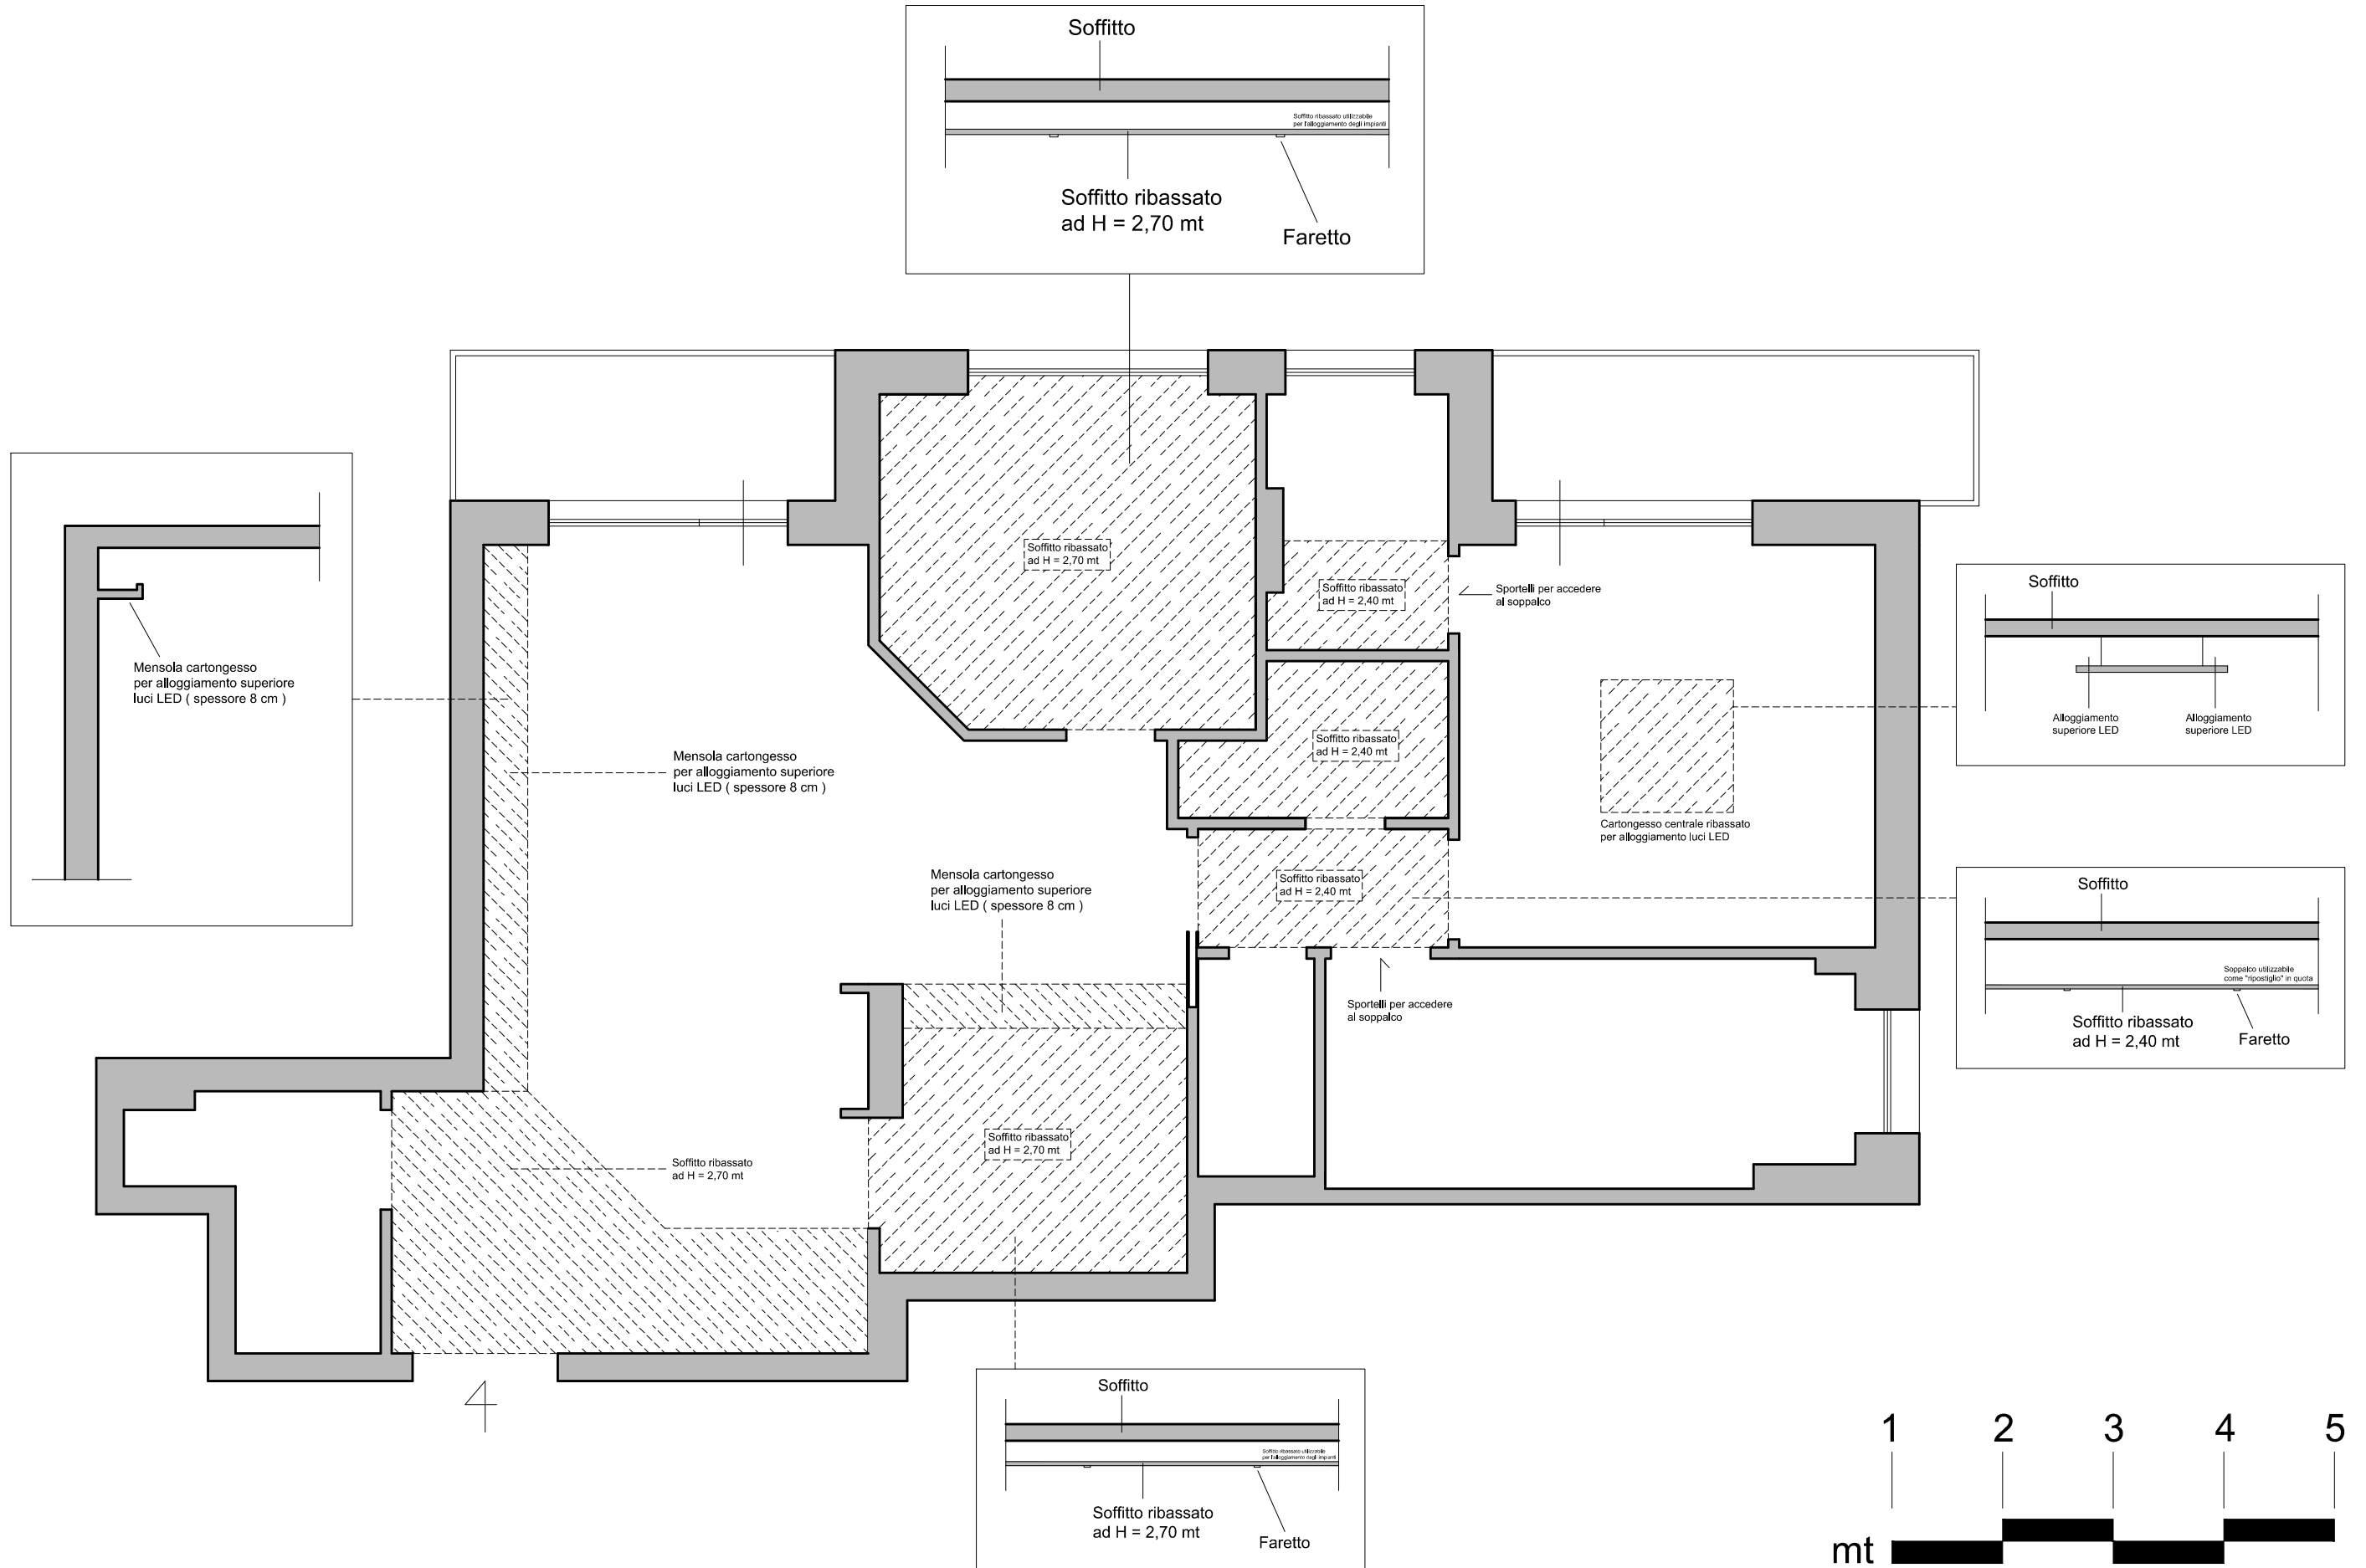 Soffitto
Soffitto ribassato utilizzabile
per l'alloggiamento degli impianti
Soffitto ribassato
ad H = 2,70 mt
Faretto
Mensola cartongesso
per alloggiamento superiore
luci LED ( spessore 8 cm )
Soffitto ribassato
ad H = 2,70 mt
Soffitto ribassato
ad H = 2,40 mt
Sportelli per accedere
al soppalco
Soffitto
Alloggiamento
superiore LED
Alloggiamento
superiore LED
Mensola cartongesso
per alloggiamento superiore
luci LED ( spessore 8 cm )
Soffitto ribassato
ad H = 2,40 mt
Cartongesso centrale ribassato
per alloggiamento luci LED
Mensola cartongesso
per alloggiamento superiore
luci LED ( spessore 8 cm )
Soffitto ribassato
ad H = 2,40 mt
Soffitto
Soppalco utilizzabile
come "ripostiglio" in quota
Soffitto ribassato
ad H = 2,40 mt
Faretto
Sportelli per accedere
al soppalco
Soffitto ribassato
ad H = 2,70 mt
Soffitto ribassato
ad H = 2,70 mt
Soffitto
Soffitto ribassato utilizzabile
per l'alloggiamento degli impianti
Soffitto ribassato
ad H = 2,70 mt
Faretto
1 2 3 4 5
mt